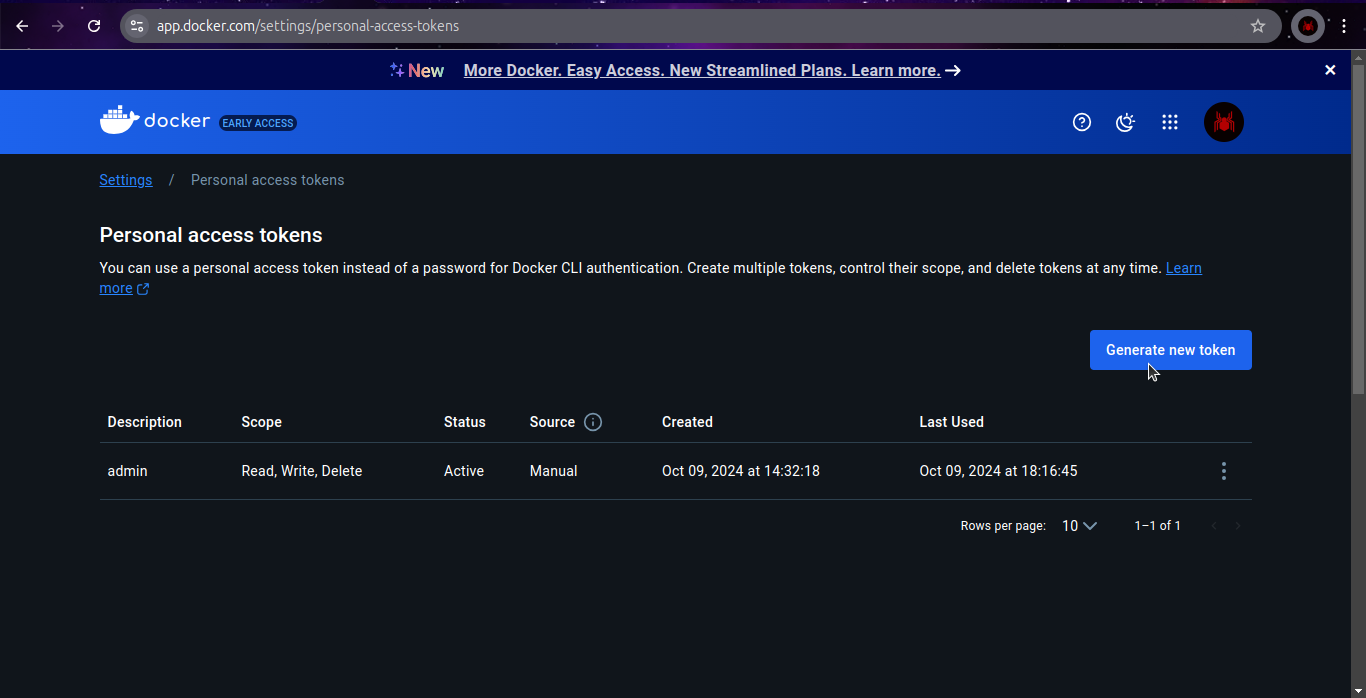 app.docker.com/settings/personal-access-tokens
New More Docker. Easy Access. New Streamlined Plans. Learn more. →
docker EARLY ACCESS
Settings / Personal access tokens
Personal access tokens
You can use a personal access token instead of a password for Docker CLI authentication. Create multiple tokens, control their scope, and delete tokens at any time. Learn
more
Generate new token
Description Scope Status Source Created Last Used
admin Read, Write, Delete Active Manual Oct 09, 2024 at 14:32:18 Oct 09, 2024 at 18:16:45
Rows per page: 10 1–1 of 1